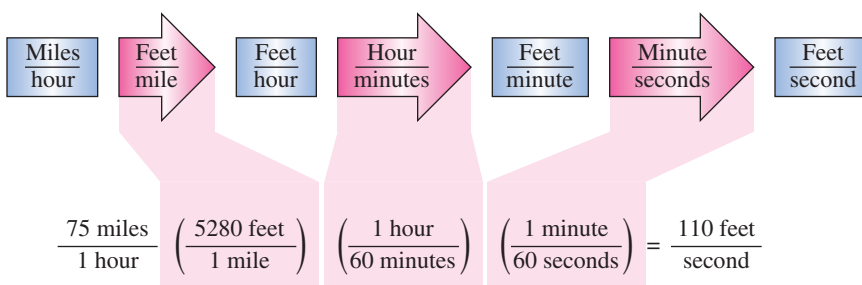 Miles/hour Feet/mile Feet/hour Hour/minutes Feet/minute Minute/seconds Feet/second
75 miles/1 hour (5280 feet/1 mile) (1 hour/60 minutes) (1 minute/60 seconds) = 110 feet/second